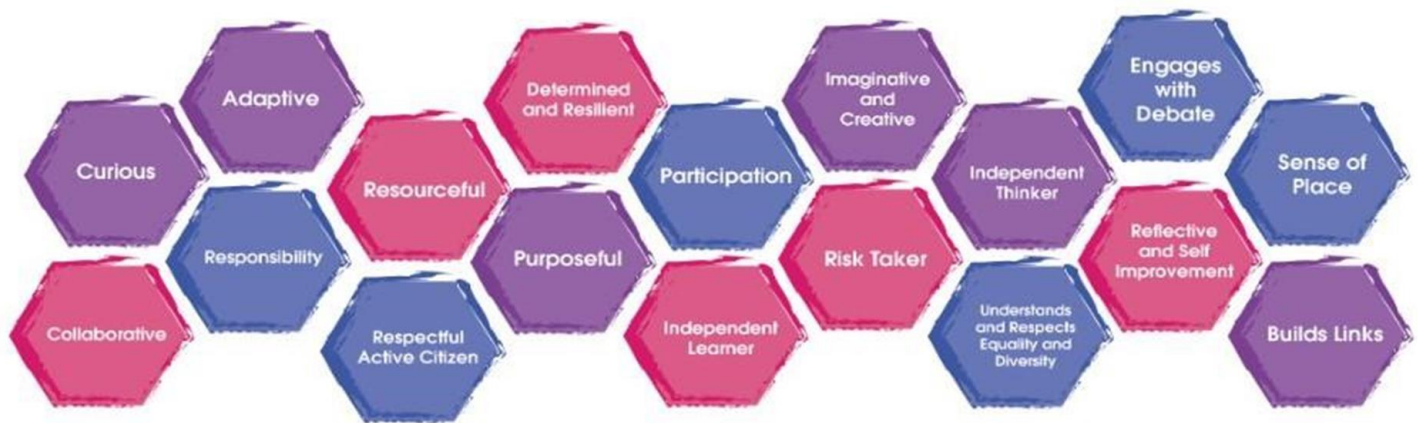 Curious
Adaptive
Collaborative
Responsibility
Resourceful
Respectful
Active Citizen
Determined
and Resilient
Purposeful
Participation
Independent
Learner
Imaginative
and
Creative
Risk Taker
Independent
Thinker
Understands
and Respects
Equality and
Diversity
Engages
with
Debate
Reflective
and Self
Improvement
Sense of
Place
Builds Links